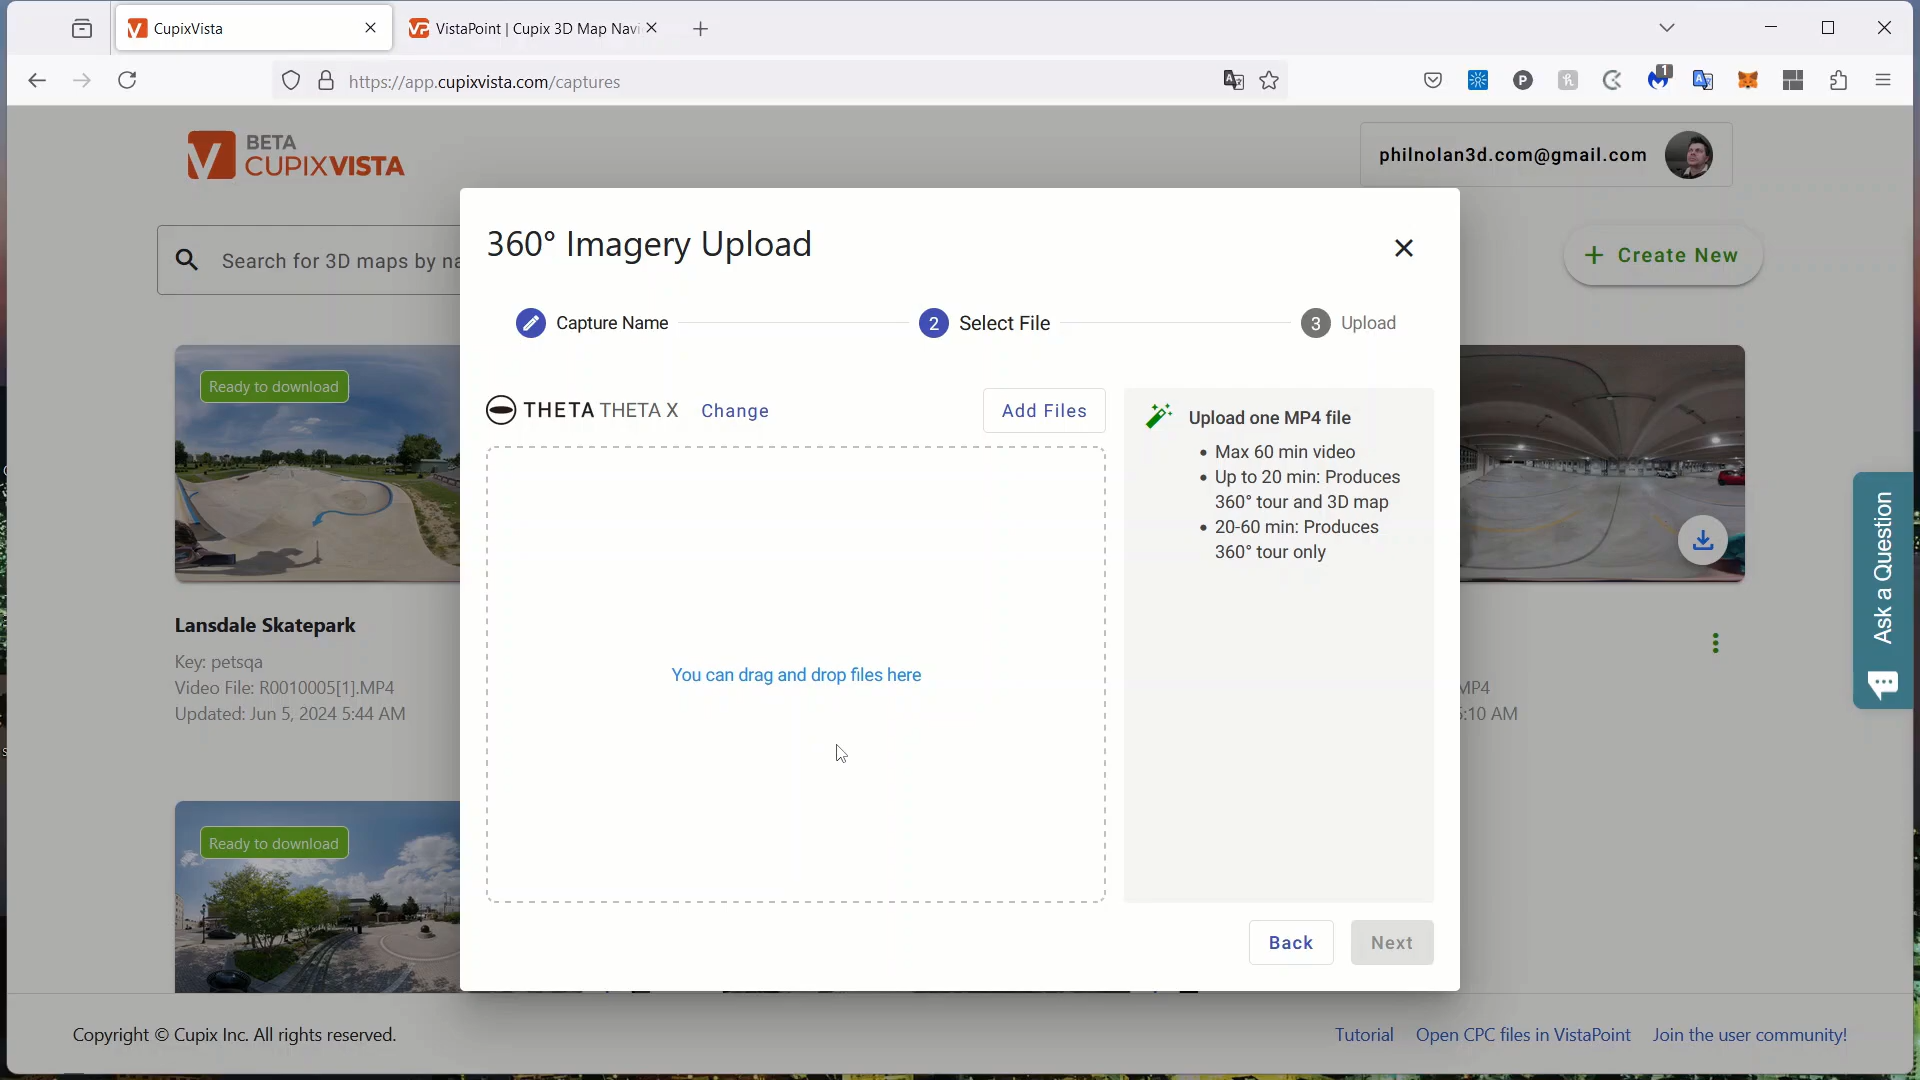 CupixVista
VistaPoint | Cupix 3D Map Navi
https://app.cupixvista.com/captures
1
BETA
CUPIXVISTA
philnolan3d.com@gmail.com
Search for 3D maps by na
+ Create New
360° Imagery Upload
Capture Name
2 Select File
3 Upload
THETA THETA X Change
Add Files
You can drag and drop files here
Upload one MP4 file
• Max 60 min video
• Up to 20 min: Produces
360° tour and 3D map
• 20-60 min: Produces
360° tour only
Back
Next
Ready to download
Lansdale Skatepark
Key: petsqa
Video File: R0010005[1].MP4
Updated: Jun 5, 2024 5:44 AM
MP4
5:10 AM
Ready to download
Ask a Question
Copyright © Cupix Inc. All rights reserved.
Tutorial
Open CPC files in VistaPoint
Join the user community!